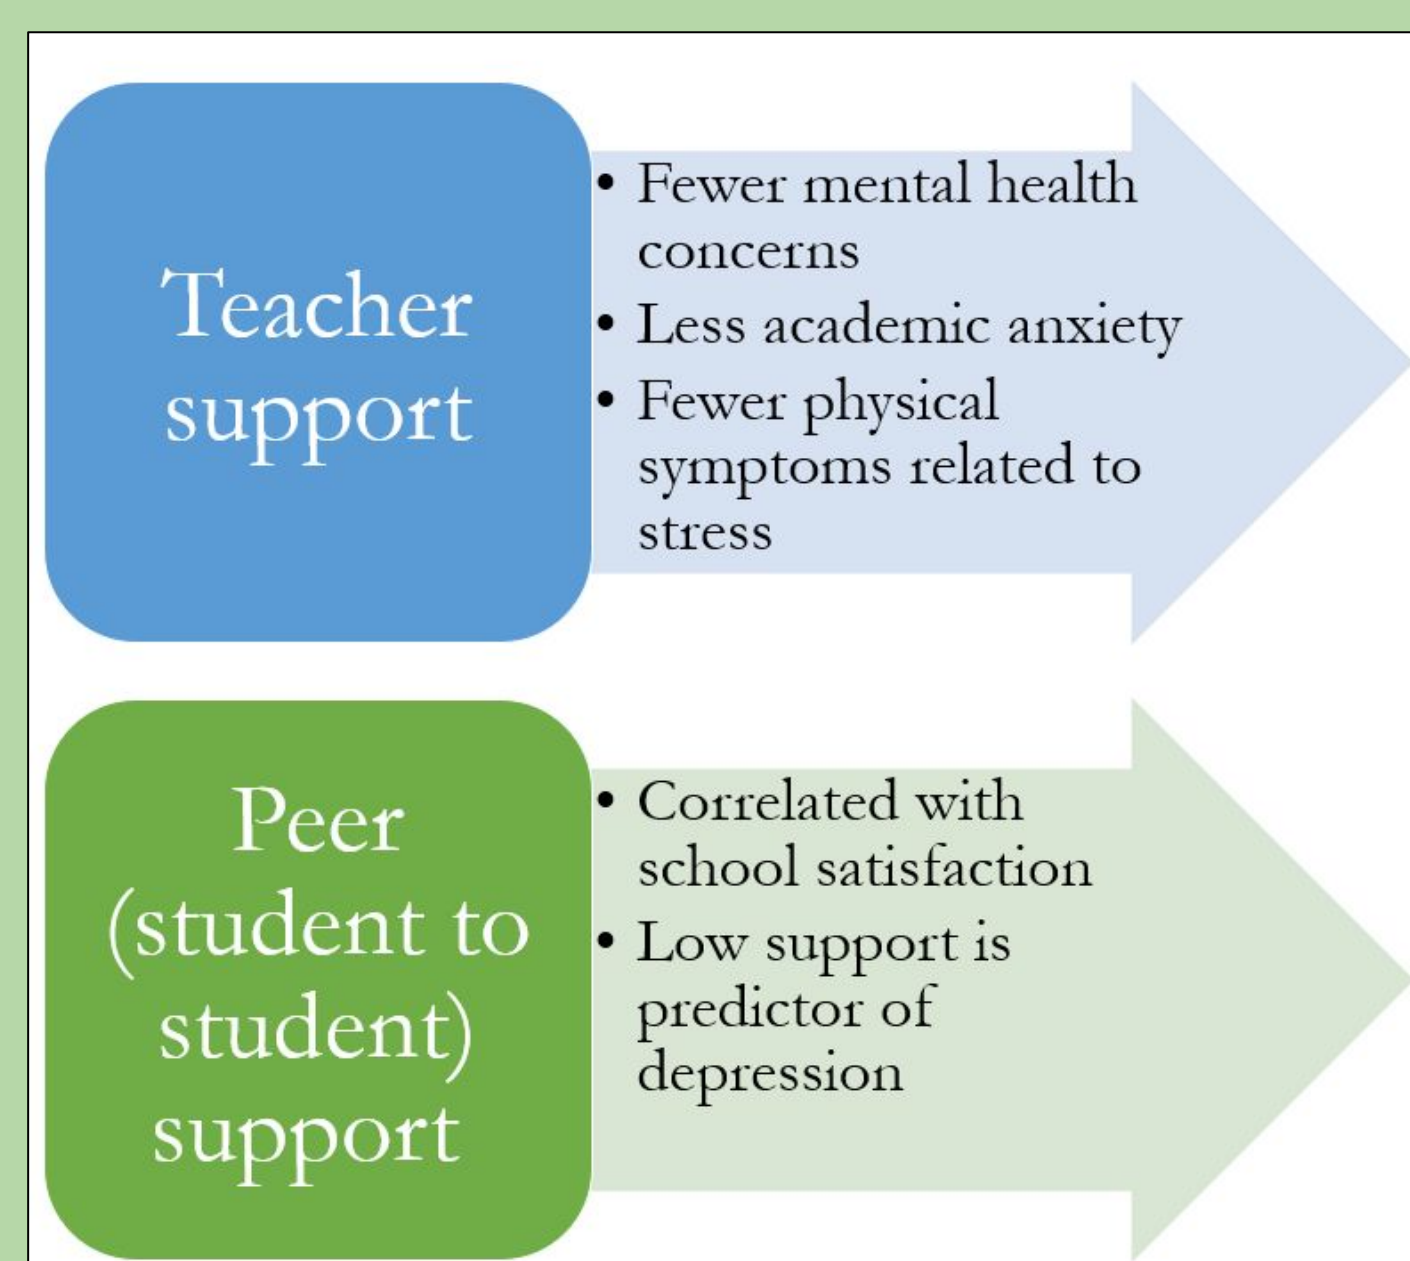 Teacher
support
• Fewer mental health
concerns
• Less academic anxiety
• Fewer physical
symptoms related to
stress
Peer
(student to
student)
support
• Correlated with
school satisfaction
• Low support is
predictor of
depression